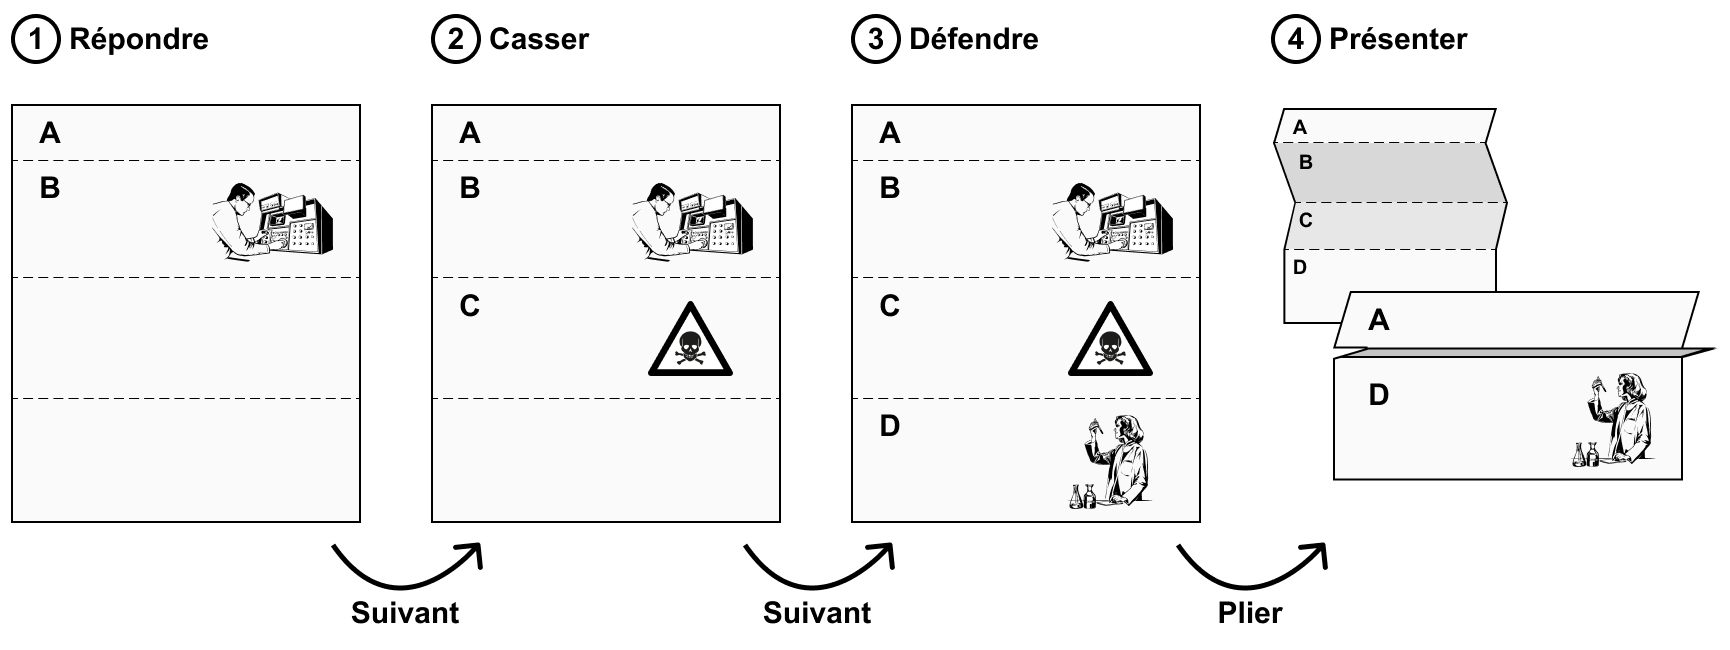 1 Répondre
2 Casser
3 Défendre
4 Présenter
A
B
A
B
C
A
B
C
D
A
B
C
D
A
D
Suivant
Suivant
Plier